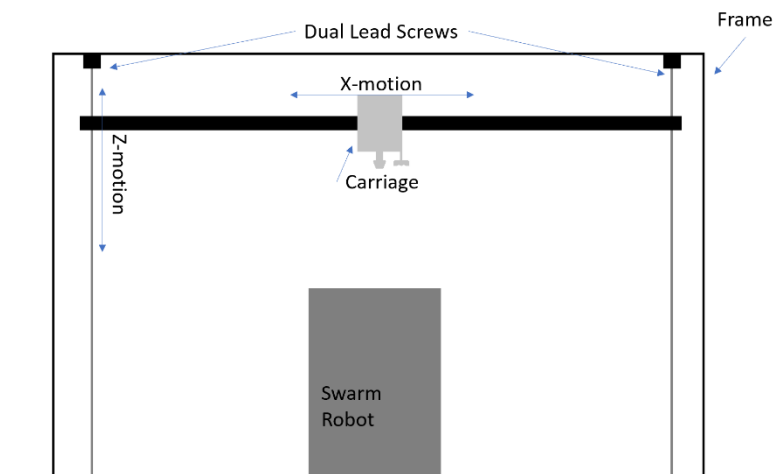 Frame
Dual Lead Screws
X-motion
Z-motion
Carriage
Swarm
Robot